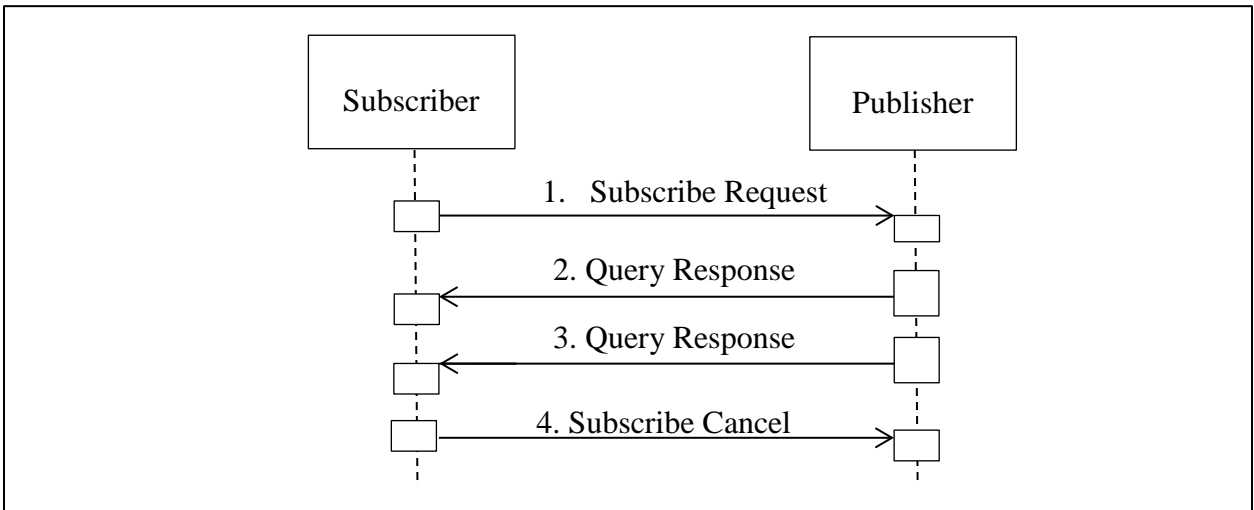 Subscriber
Publisher
1. Subscribe Request
2. Query Response
3. Query Response
4. Subscribe Cancel